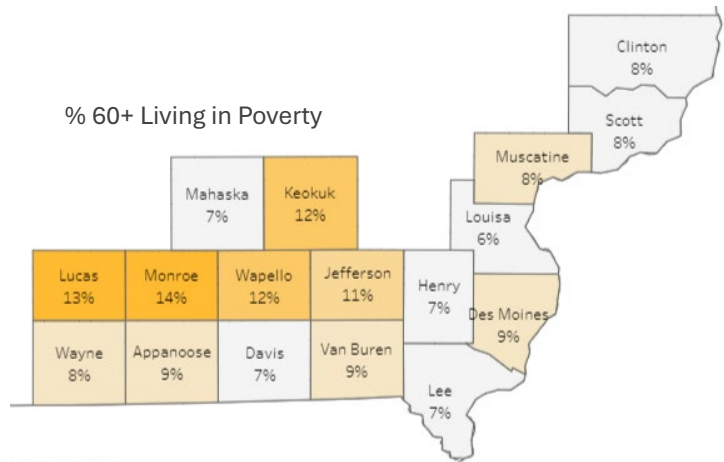 Clinton
8%
Scott
8%
% 60+ Living in Poverty
Muscatine
8%
Mahaska
7%
Keokuk
12%
Louisa
6%
Lucas
13%
Monroe
14%
Wapello
12%
Jefferson
11%
Henry
7%
Des Moines
9%
Wayne
8%
Appanoose
9%
Davis
7%
Van Buren
9%
Lee
7%